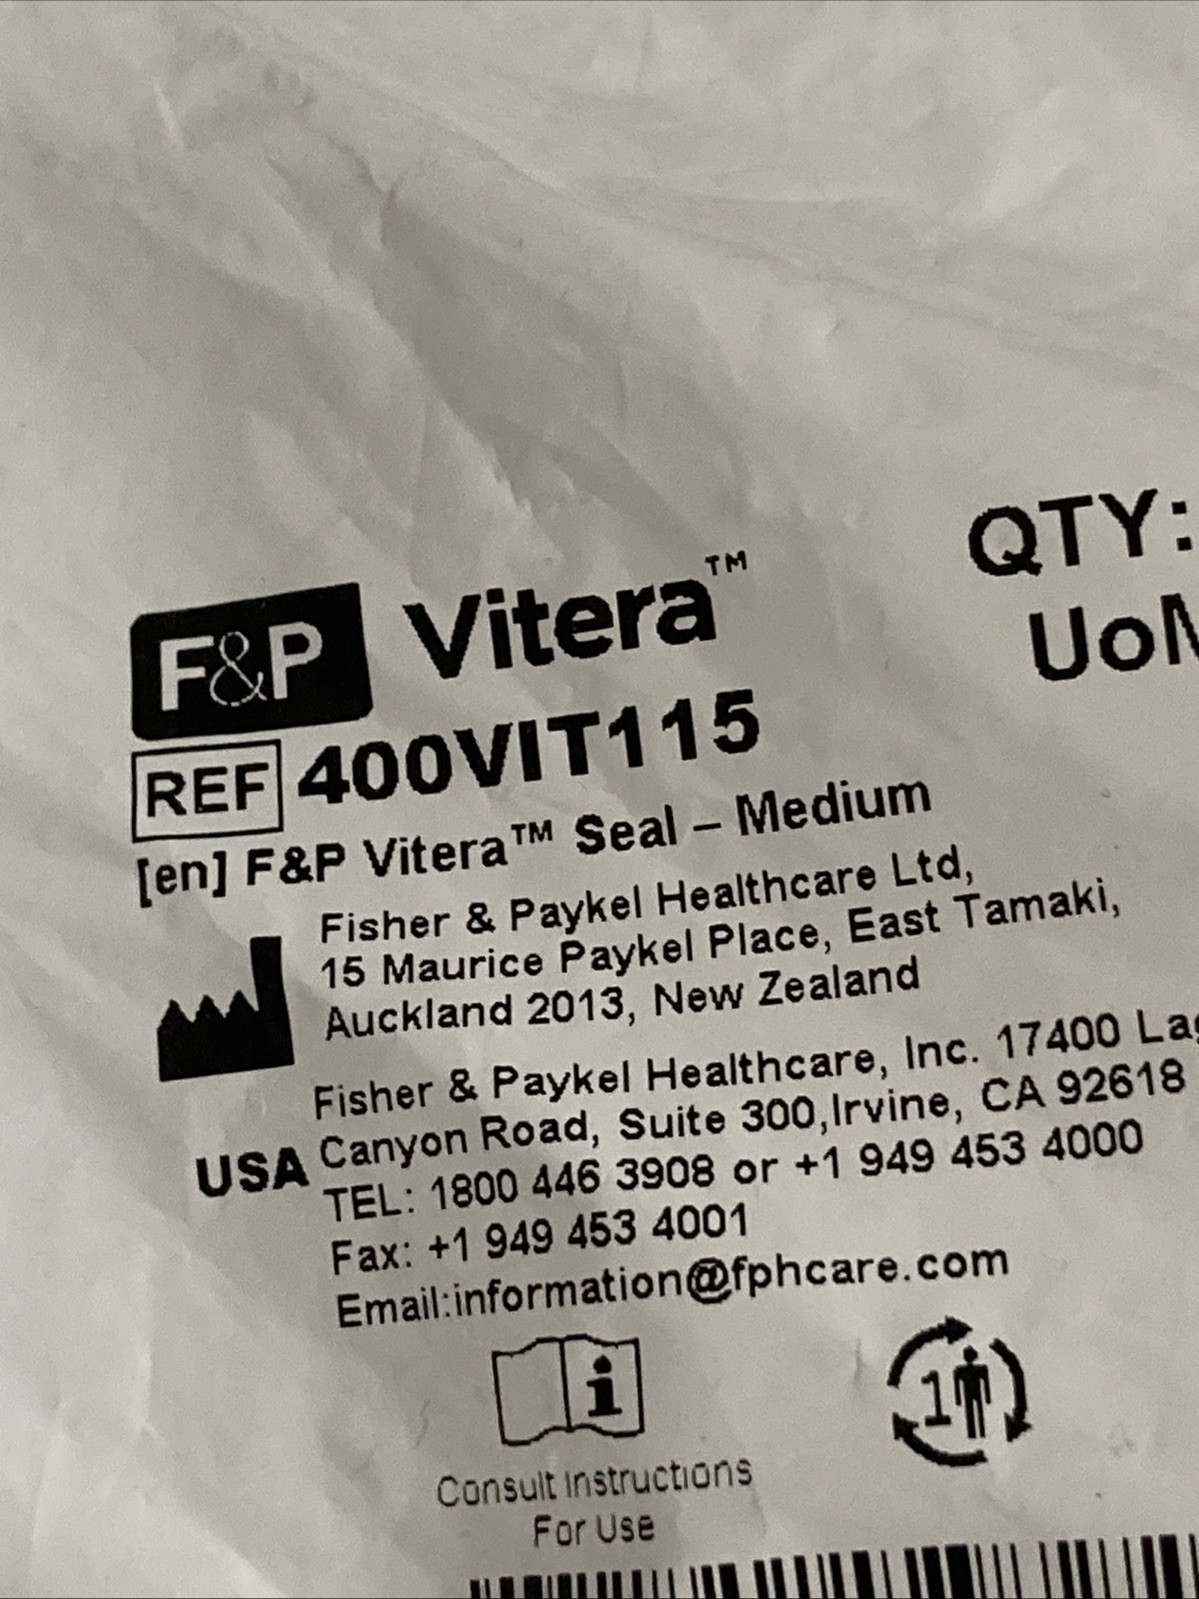 QTY:
F&P Vitera™
REF 400VIT115
[en] F&P Vitera™ Seal – Medium
Fisher & Paykel Healthcare Ltd,
15 Maurice Paykel Place, East Tamaki,
Auckland 2013, New Zealand
Fisher & Paykel Healthcare, Inc. 17400
USA Canyon Road, Suite 300,Irvine, CA 92618
TEL: 1800 446 3908 or +1 949 453 4000
Fax: +1 949 453 4001
Email:information@fphcare.com
1
Consult Instructions
For Use